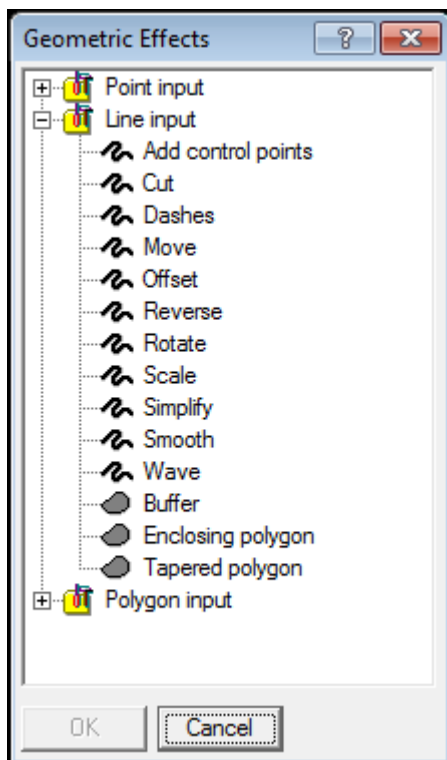 Geometric Effects
Point input
Line input
Add control points
Cut
Dashes
Move
Offset
Reverse
Rotate
Scale
Simplify
Smooth
Wave
Buffer
Enclosing polygon
Tapered polygon
Polygon input
OK
Cancel